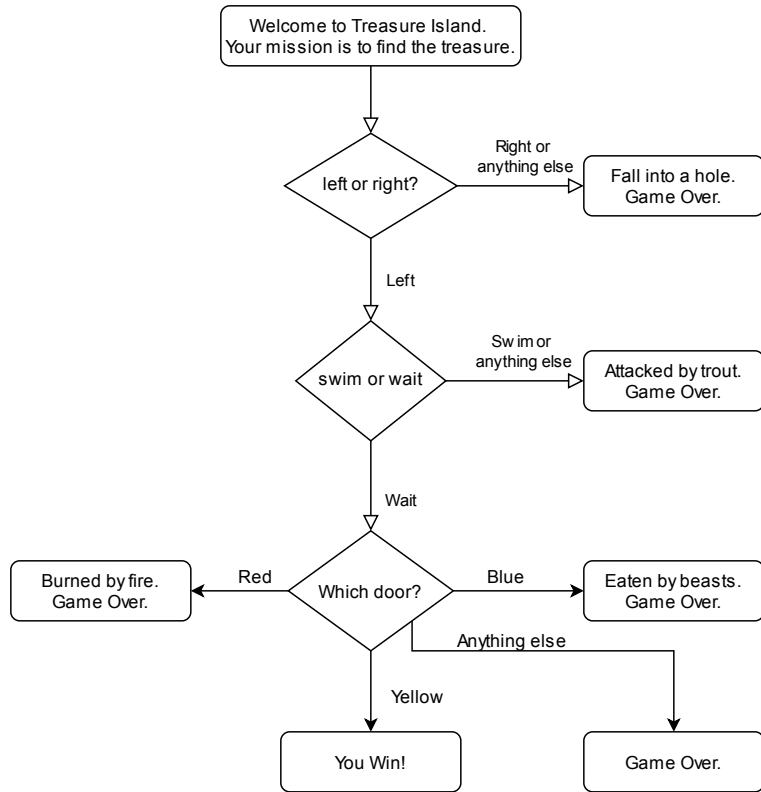 Welcome to Treasure Island.
Your mission is to find the treasure.
left or right?
Right or
anything else
Fall into a hole.
Game Over.
Left
swim or wait
Swim or
anything else
Attacked by trout.
Game Over.
Wait
Burned by fire.
Game Over.
Red
Which door?
Blue
Eaten by beasts.
Game Over.
Anything else
Yellow
You Win!
Game Over.